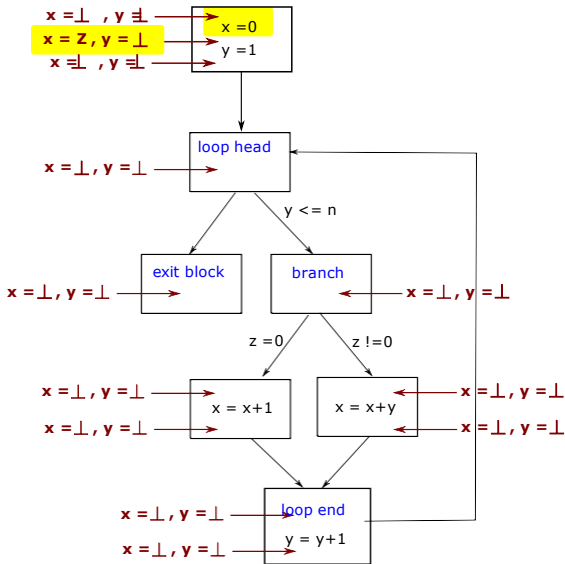 x = ⊥ , y = ⊥
x = 0
x = Z, y = ⊥
y = 1
x = ⊥ , y = ⊥
loop head
x = ⊥ , y = ⊥
y <= n
exit block
branch
x = ⊥ , y = ⊥
x = ⊥ , y = ⊥
z =0
z !=0
x = ⊥ , y = ⊥
x = ⊥ , y = ⊥
x = x+1
x = x+y
x = ⊥ , y = ⊥
x = ⊥ , y = ⊥
x = ⊥ , y = ⊥
loop end
y = y+1
x = ⊥ , y = ⊥